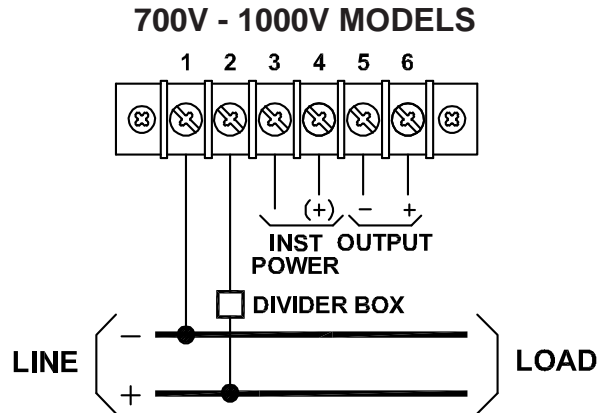 700V - 1000V MODELS
1 2 3 4 5 6
(+) - +
INST OUTPUT
POWER
DIVIDER BOX
-
LINE LOAD
+